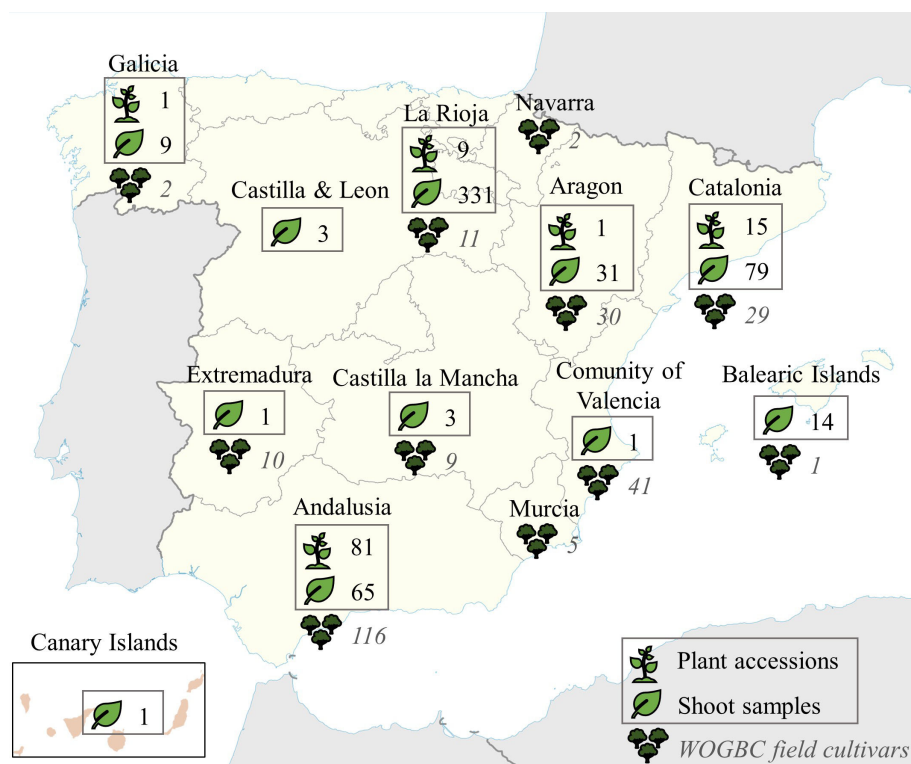 Galicia
1
9
2
Castilla & Leon
3
La Rioja
9
331
11
Navarra
2
Aragon
1
31
30
Catalonia
15
79
29
Extremadura
1
10
Castilla la Mancha
3
9
Comunity of
Valencia
1
41
Balearic Islands
14
1
Andalusia
81
65
116
Murcia
5
Canary Islands
1
Plant accessions
Shoot samples
WOGBC field cultivars